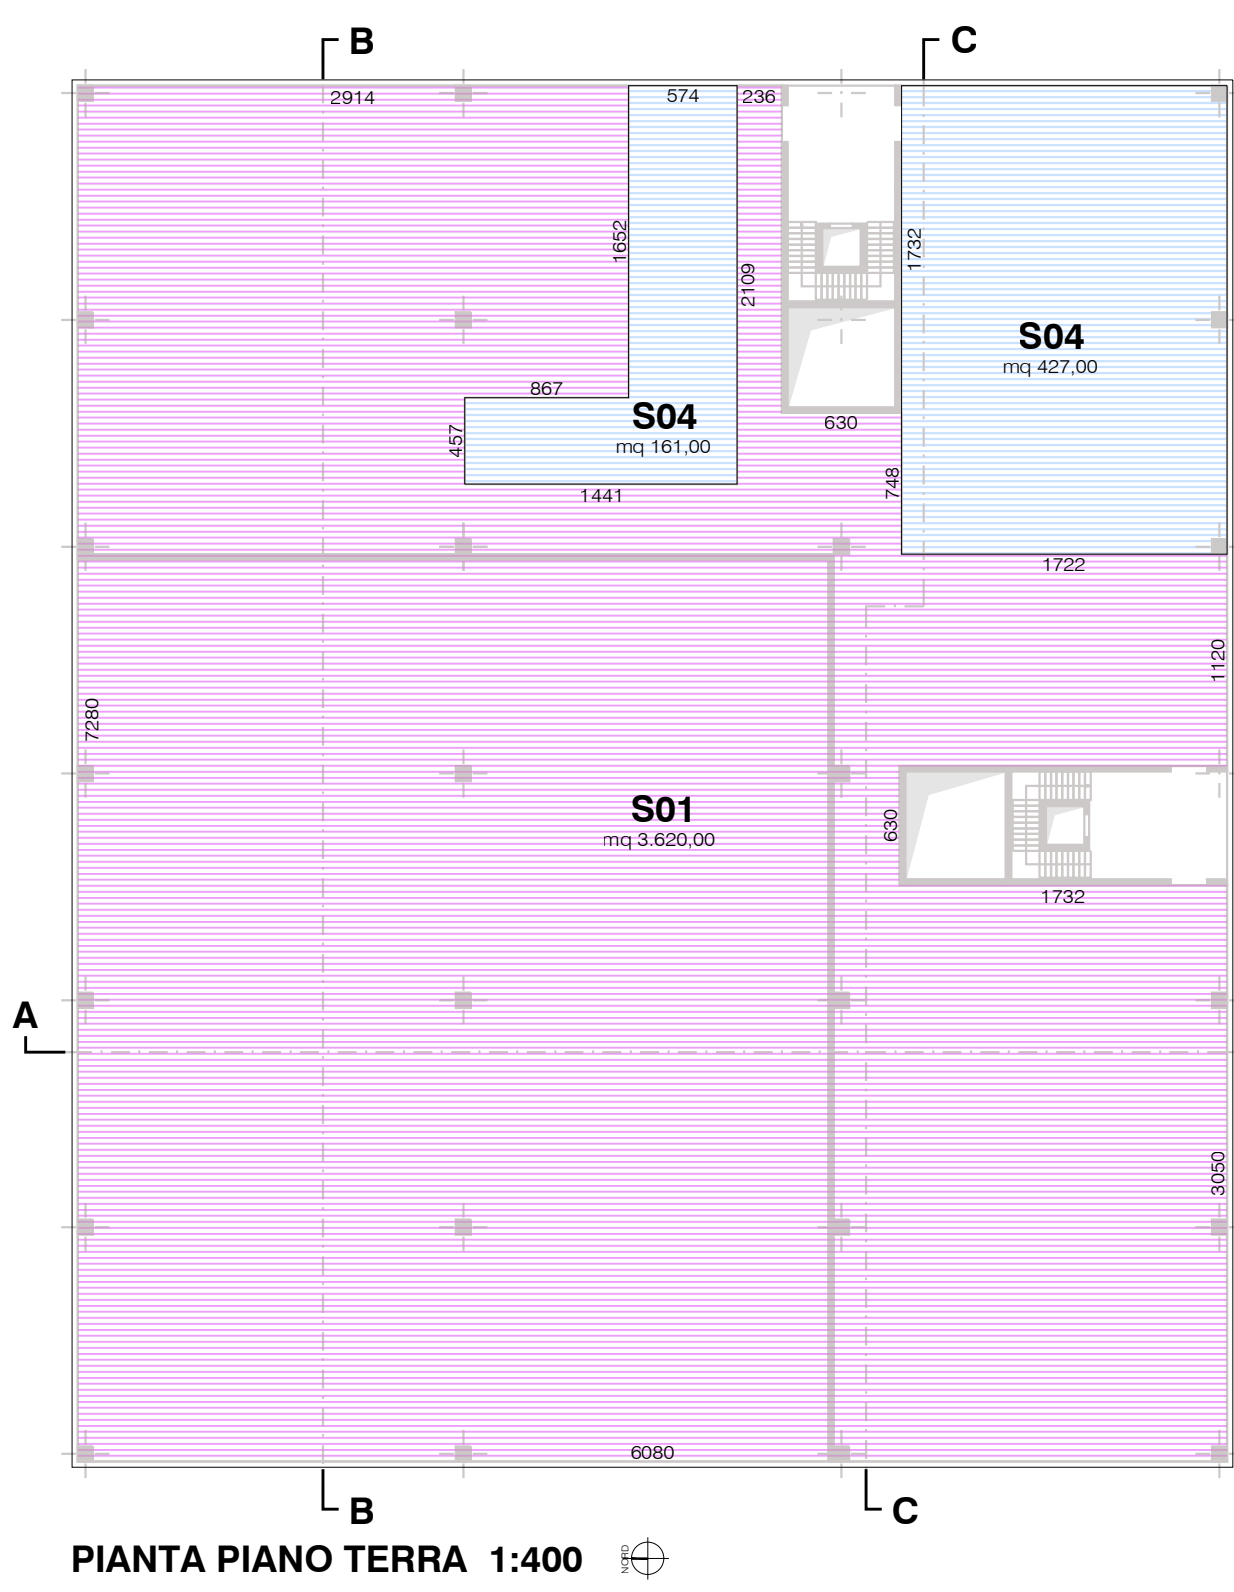 B
C
2914
574
236
1652
2109
1732
S04
mq 427,00
867
S04
mq 161,00
630
457
748
1441
1722
1120
7280
S01
mq 3.620,00
630
1732
A
3050
6080
B
C
PIANTA PIANO TERRA 1:400
NORD